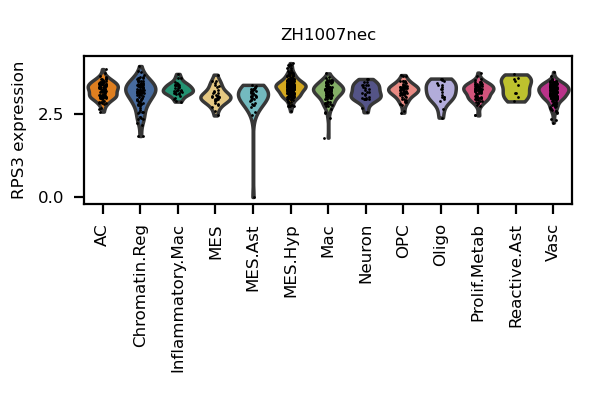 ZH1007nec
RPS3 expression
2.5
0.0
AC
Chromatin.Reg
Inflammatory.Mac
MES
MES.Ast
MES.Hyp
Mac
Neuron
OPC
Oligo
Prolif.Metab
Reactive.Ast
Vasc